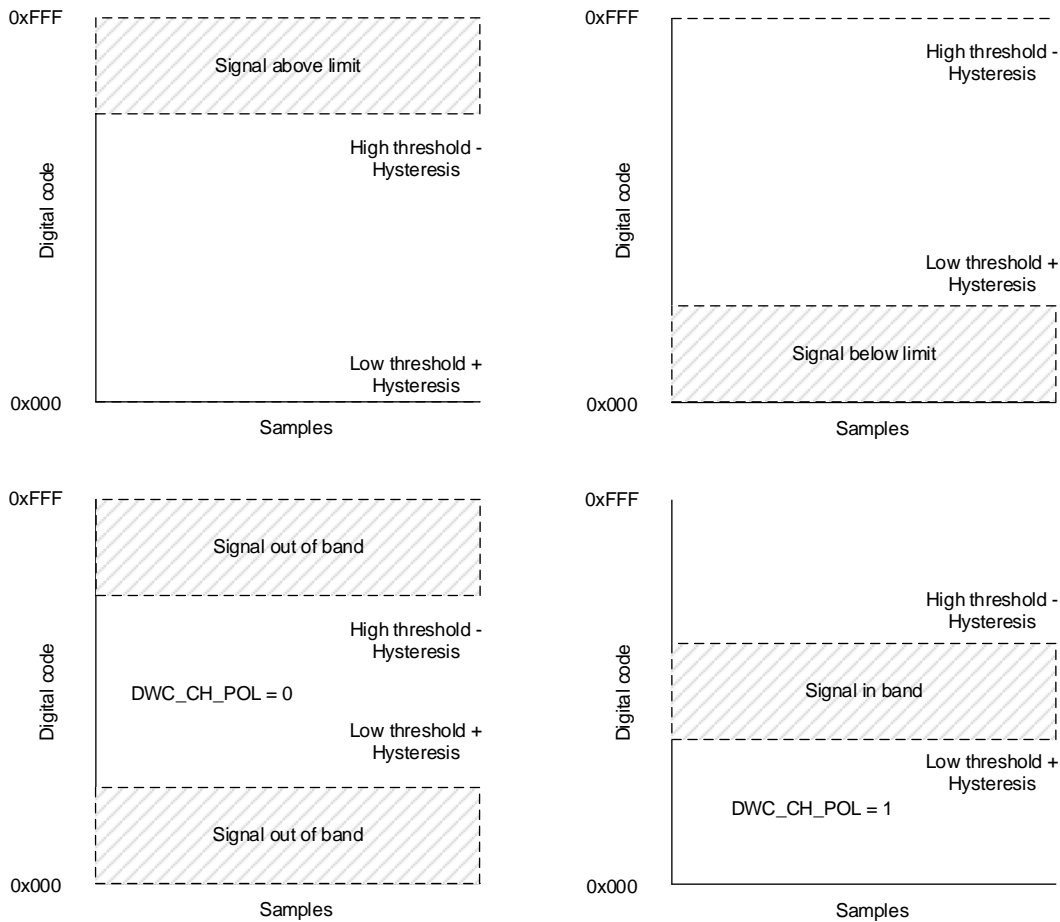 0xFFF
Signal above limit
High threshold -
Hysteresis
Digital code
Low threshold +
Hysteresis
0x000
Samples
0xFFF
High threshold -
Hysteresis
Digital code
Low threshold +
Hysteresis
Signal below limit
0x000
Samples
0xFFF
Signal out of band
High threshold -
Hysteresis
Digital code
DWC_CH_POL = 0
Low threshold +
Hysteresis
Signal out of band
0x000
Samples
0xFFF
High threshold -
Hysteresis
Digital code
Signal in band
Low threshold +
Hysteresis
DWC_CH_POL = 1
0x000
Samples